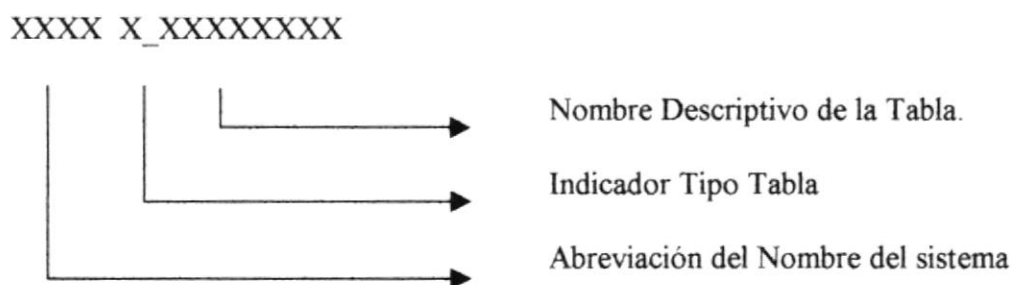 XXXX X_XXXXXXXX
Nombre Descriptivo de la Tabla.
Indicador Tipo Tabla
Abreviación del Nombre del sistema